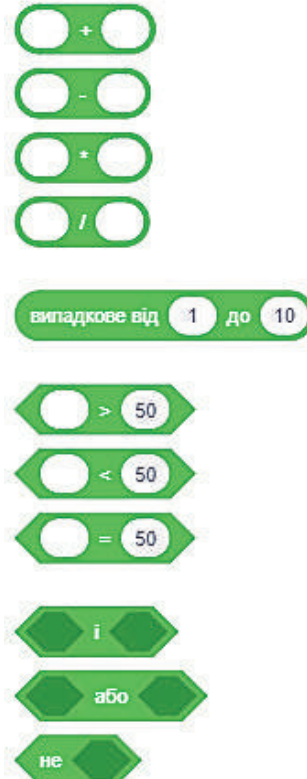 +
-
*
/
випадкове від 1 до 10
> 50
< 50
= 50
і
або
не